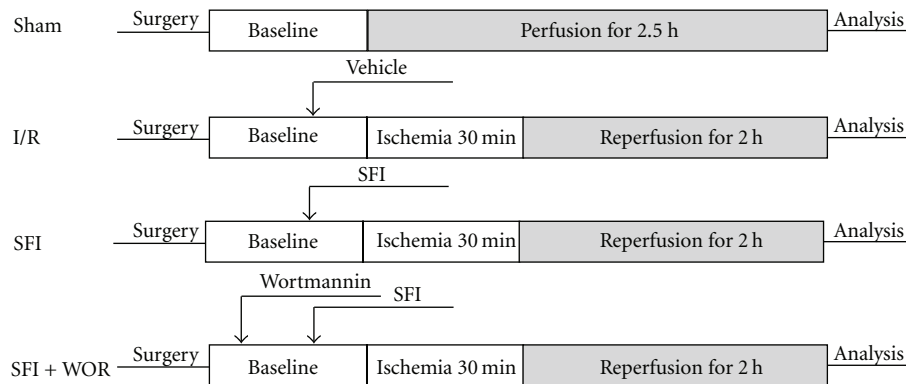 Sham Surgery Baseline Perfusion for 2.5 h Analysis
Vehicle
I/R Surgery Baseline Ischemia 30 min Reperfusion for 2 h Analysis
SFI
SFI Surgery Baseline Ischemia 30 min Reperfusion for 2 h Analysis
Wortmannin
SFI
SFI + WOR Surgery Baseline Ischemia 30 min Reperfusion for 2 h Analysis